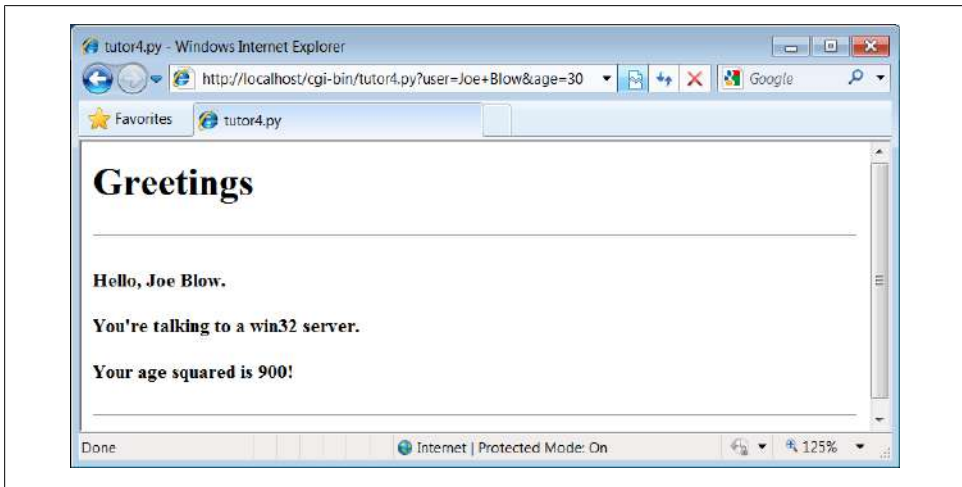 tutor4.py - Windows Internet Explorer
http://localhost/cgi-bin/tutor4.py?user=Joe+Blow&age=30
Google
Favorites
tutor4.py
Greetings
Hello, Joe Blow.
You're talking to a win32 server.
Your age squared is 900!
Done
Internet | Protected Mode: On
125%